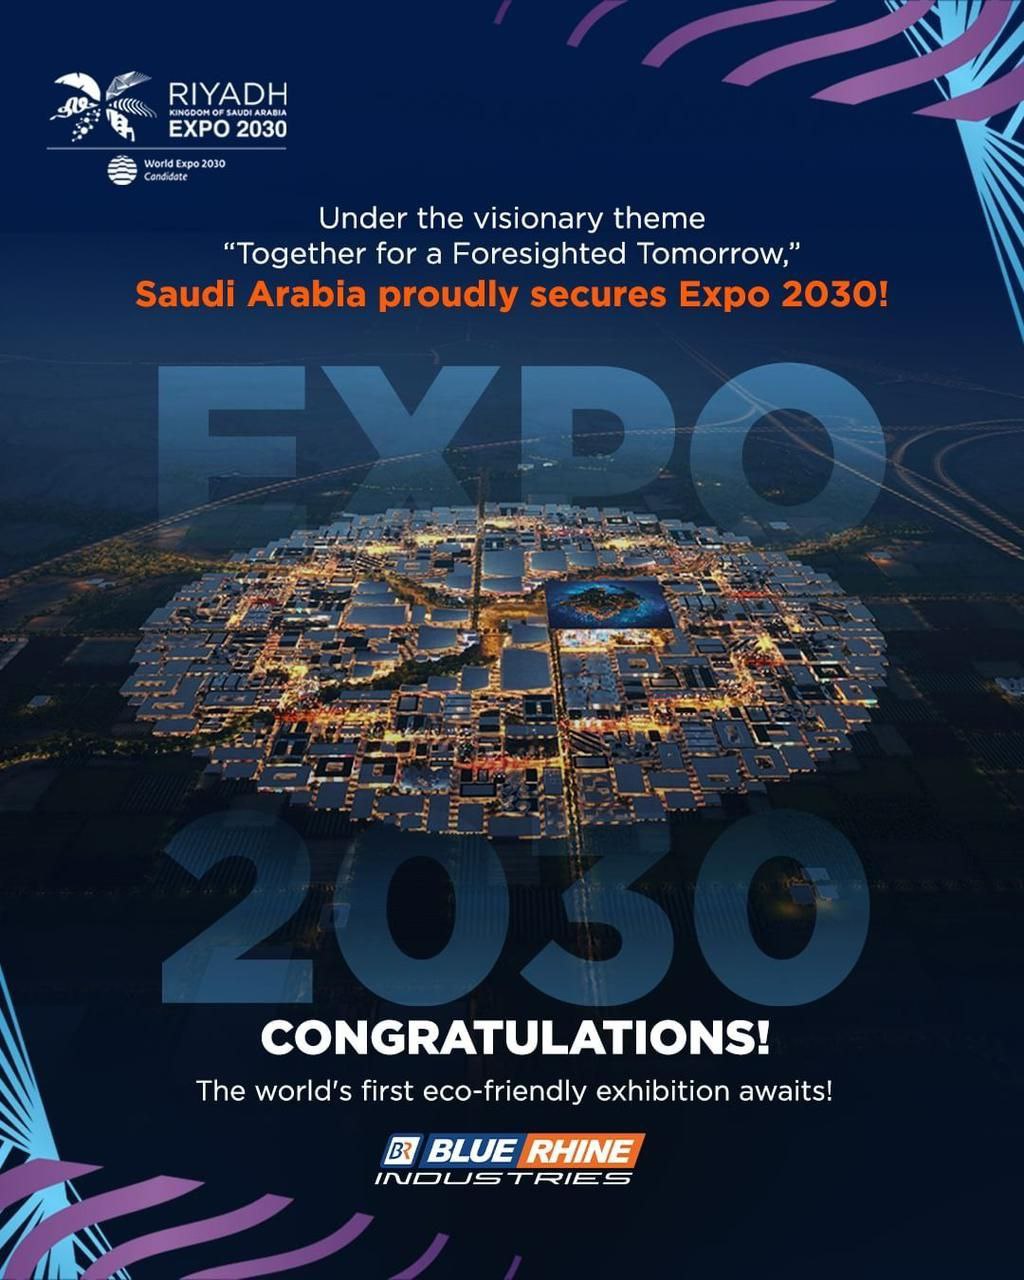 RIYADH
KINGDOM OF SAUDI ARABIA
EXPO 2030
World Expo 2030
Candidate
Under the visionary theme
“Together for a Foresighted Tomorrow,”
Saudi Arabia proudly secures Expo 2030!
EXPO
2030
CONGRATULATIONS!
The world's first eco-friendly exhibition awaits!
BR BLUE RHINE
INDUSTRIES